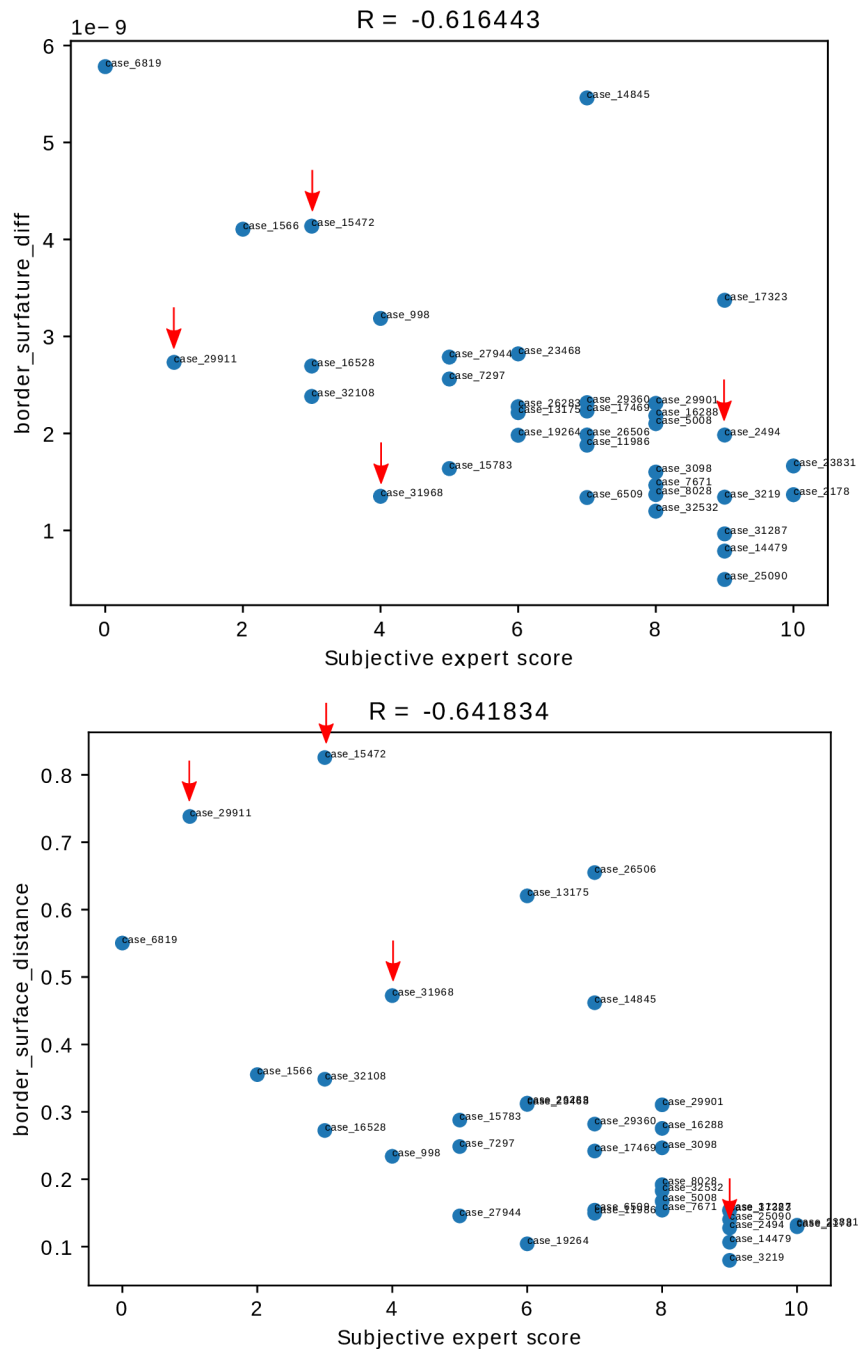 R = -0.616443
1e−9
6
5
4
3
2
1
border_surfature_diff
case_6819
case_14845
case_1566
case_15472
case_17323
case_998
case_29911
case_16528
case_27944
case_23468
case_7297
case_32108
case_26283
case_29360
case_29901
case_13175
case_17469
case_16288
case_5008
case_19264
case_26506
case_2494
case_11986
case_15783
case_3098
case_23831
case_7671
case_31968
case_6509
case_8028
case_3219
case_2178
case_32532
case_31287
case_14479
case_25090
0 2 4 6 8 10
Subjective expert score
R = -0.641834
0.8
0.7
0.6
0.5
0.4
0.3
0.2
0.1
border_surface_distance
case_15472
case_29911
case_26506
case_13175
case_6819
case_31968
case_14845
case_1566
case_32108
case_29901
case_15783
case_29360
case_16528
case_16288
case_7297
case_3098
case_17469
case_998
case_8028
case_32532
case_5008
case_6509
case_7671
case_11986
case_27944
case_25090
case_2494
case_2178
case_19264
case_14479
case_3219
0 2 4 6 8 10
Subjective expert score